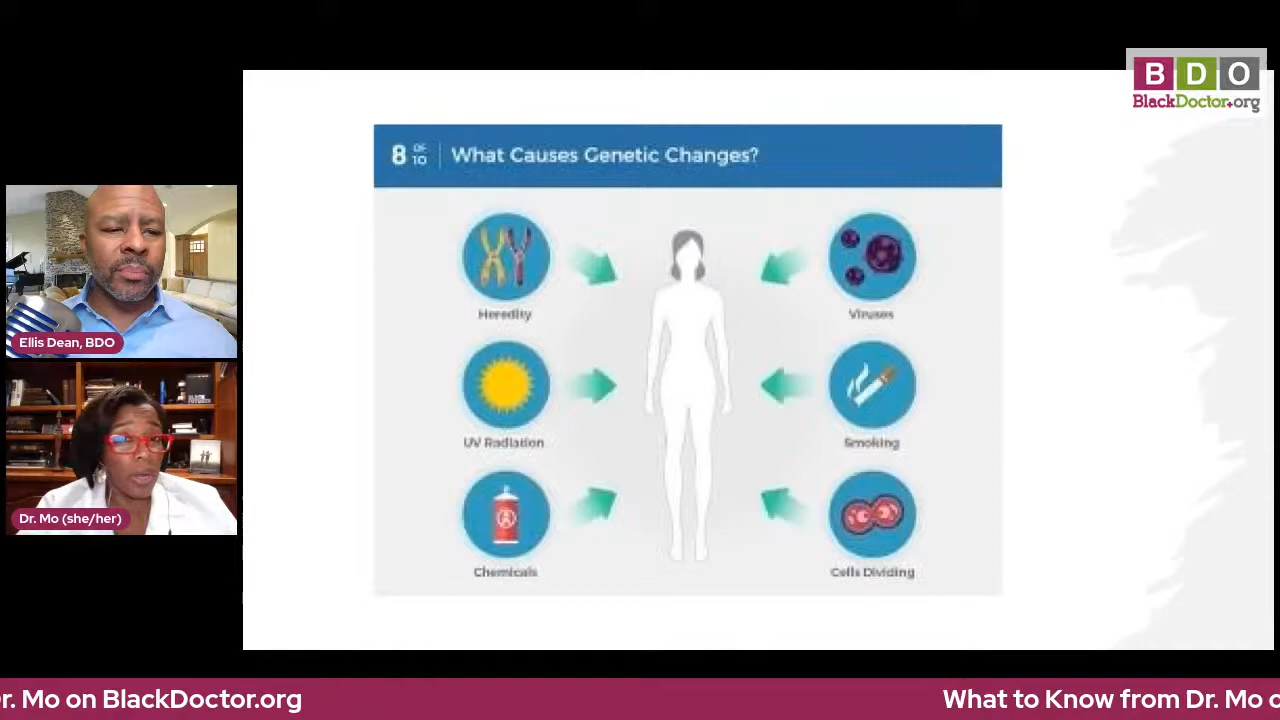 B D O
BlackDoctor.org
8 OF 10 What Causes Genetic Changes?
Heredity
Viruses
UV Radiation
Smoking
Chemicals
Cells Dividing
Ellis Dean, BDO
Dr. Mo (she/her)
r. Mo on BlackDoctor.org What to Know from Dr. Mo